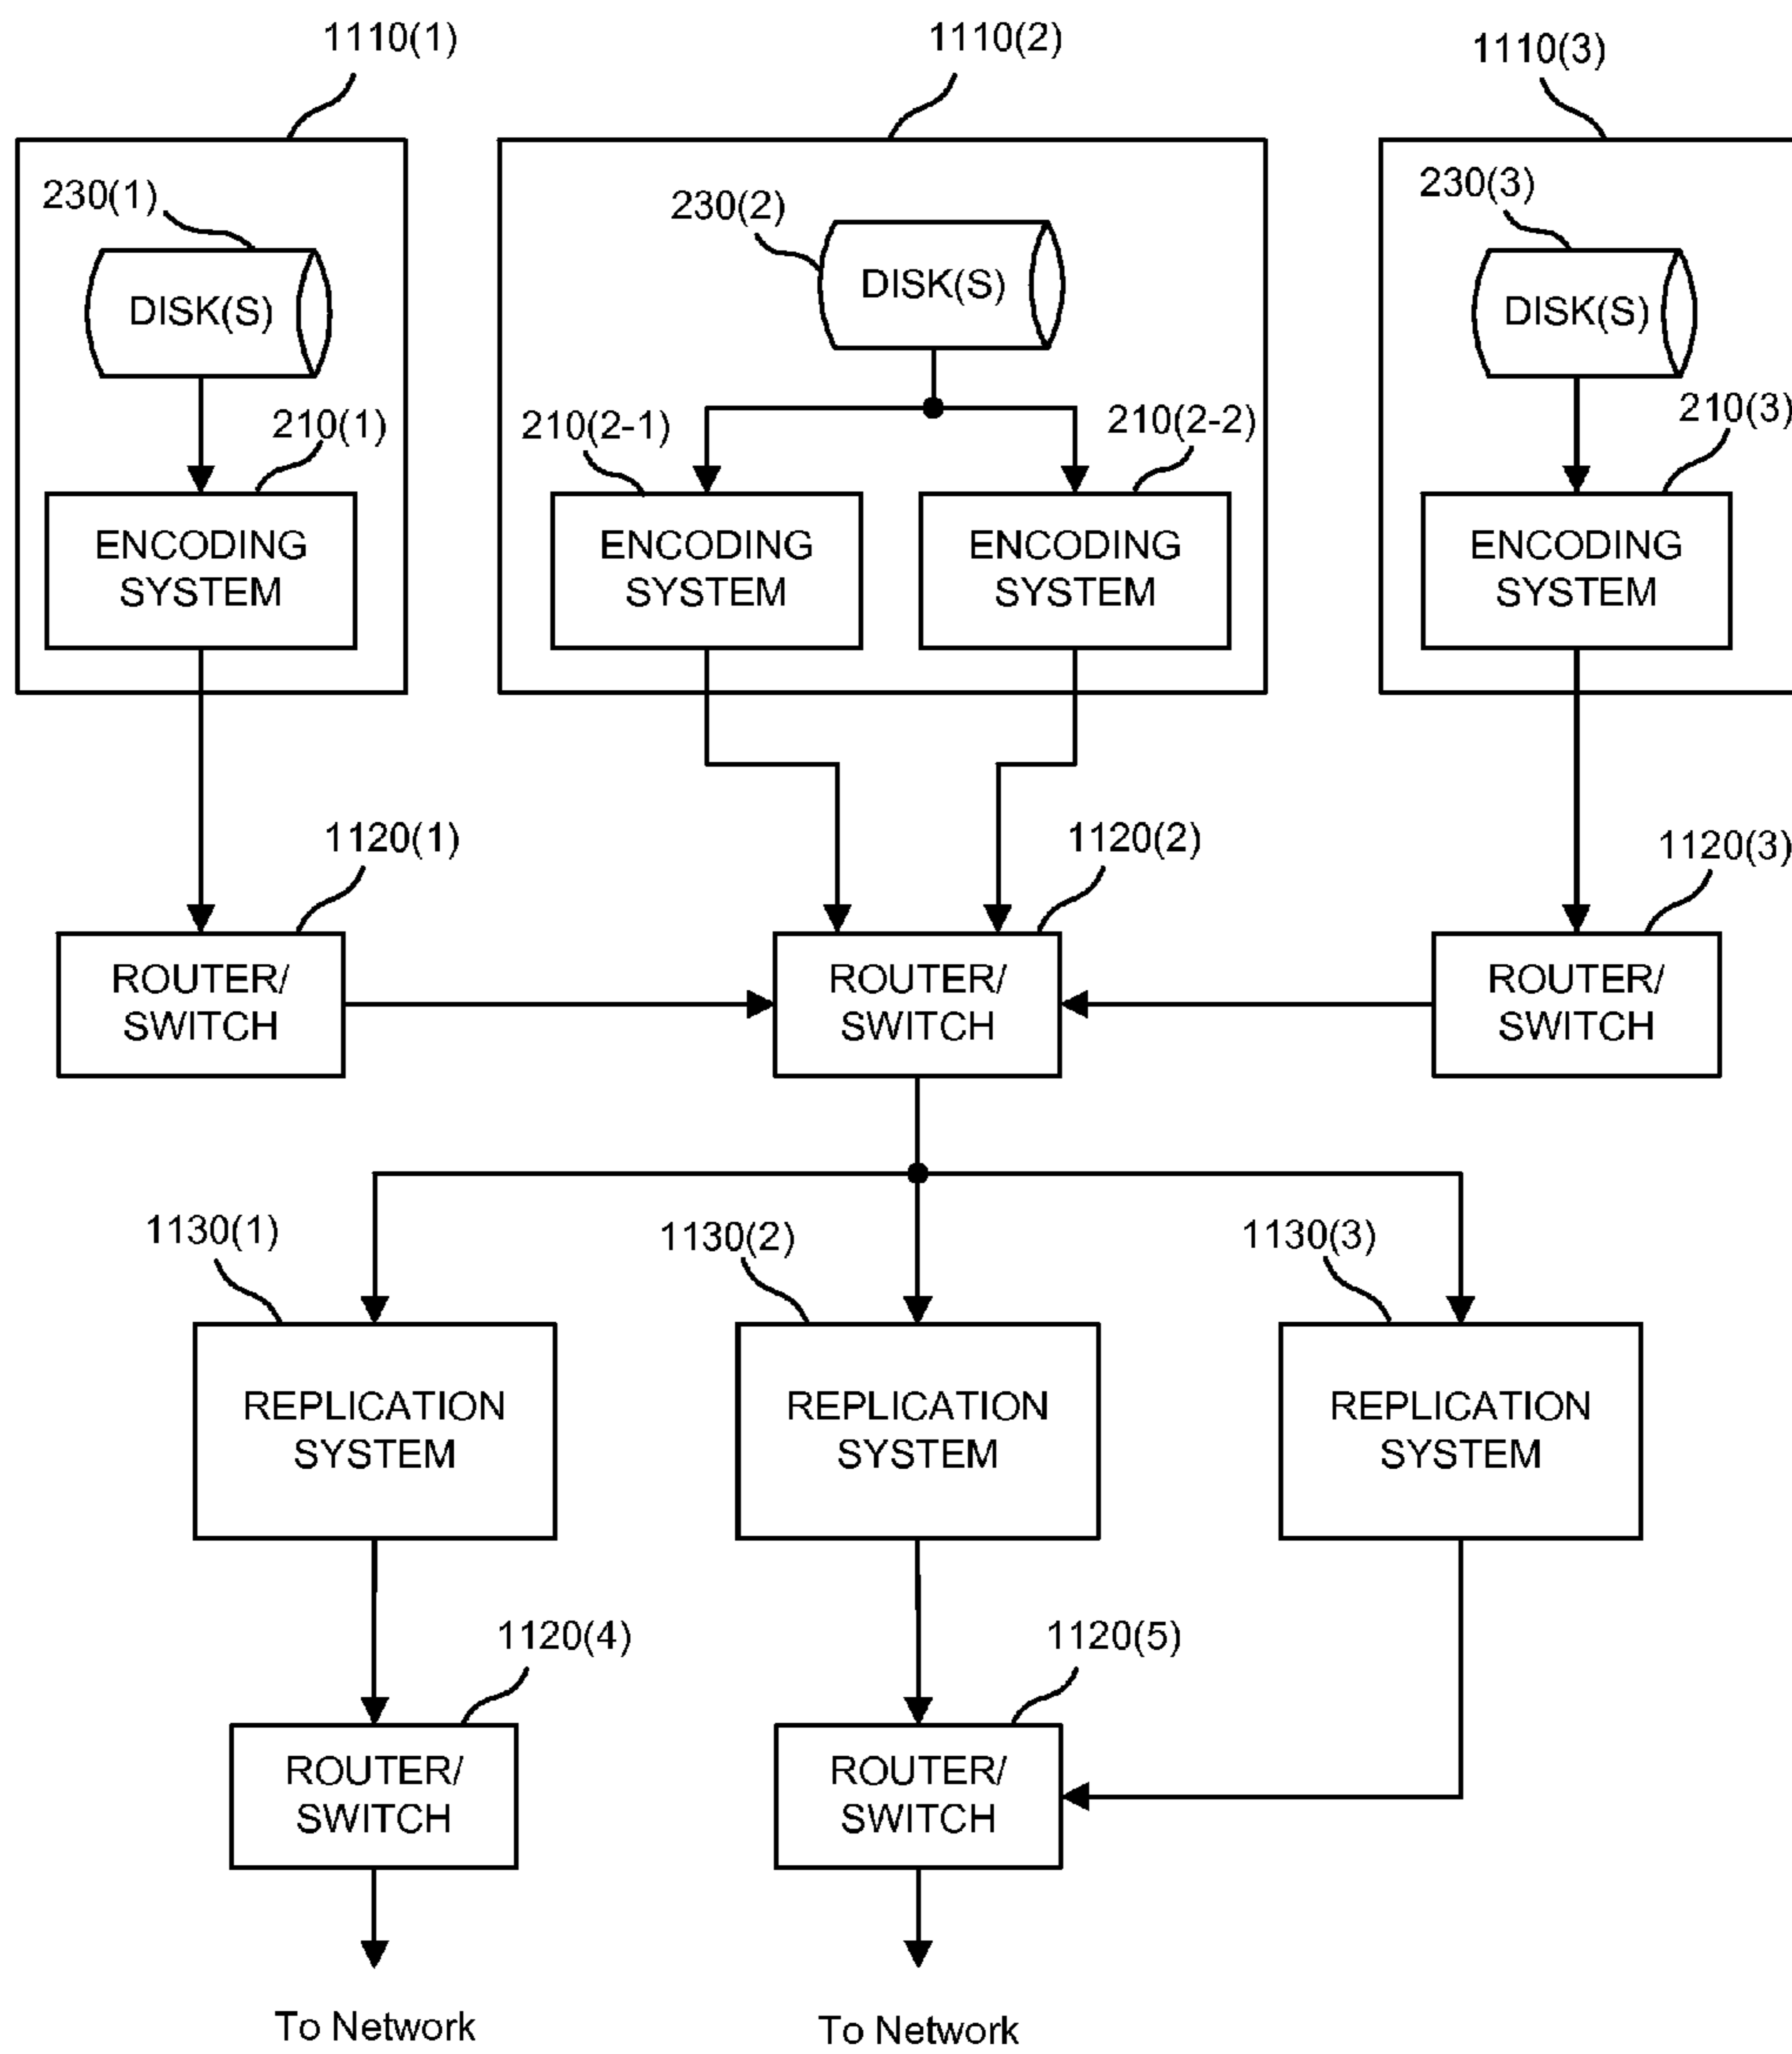 1110(1)
1110(2)
1110(3)
230(1)
230(2)
230(3)
DISK(S)
DISK(S)
DISK(S)
210(1)
210(2-1)
210(2-2)
210(3)
ENCODING
SYSTEM
ENCODING
SYSTEM
ENCODING
SYSTEM
ENCODING
SYSTEM
1120(1)
1120(2)
1120(3)
ROUTER/
SWITCH
ROUTER/
SWITCH
ROUTER/
SWITCH
1130(1)
1130(2)
1130(3)
REPLICATION
SYSTEM
REPLICATION
SYSTEM
REPLICATION
SYSTEM
1120(4)
1120(5)
ROUTER/
SWITCH
ROUTER/
SWITCH
To Network
To Network